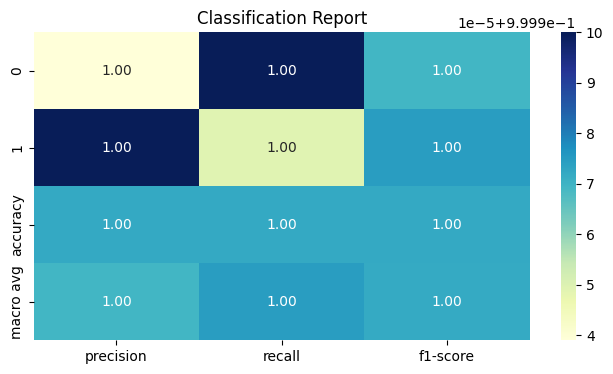 Classification Report
1e-5+9.999e-1
0
1.00 1.00 1.00
1
1.00 1.00 1.00
accuracy
1.00 1.00 1.00
macro avg
1.00 1.00 1.00
precision recall f1-score
10
9
8
7
6
5
4